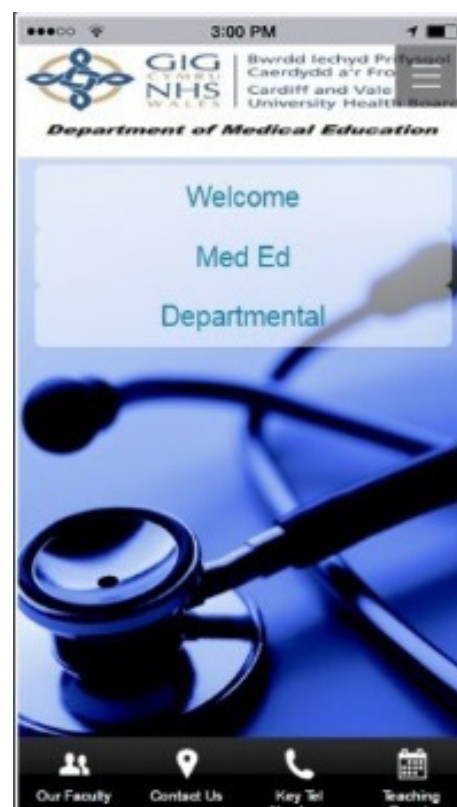 3:00 PM
GIG
CYMRU
NHS
WALES
Bwrdd Iechyd Prifysgol
Caerdydd a'r Fro
Cardiff and Vale
University Health Board
Department of Medical Education
Welcome
Med Ed
Departmental
Our Faculty
Contact Us
Key Tel
Teaching